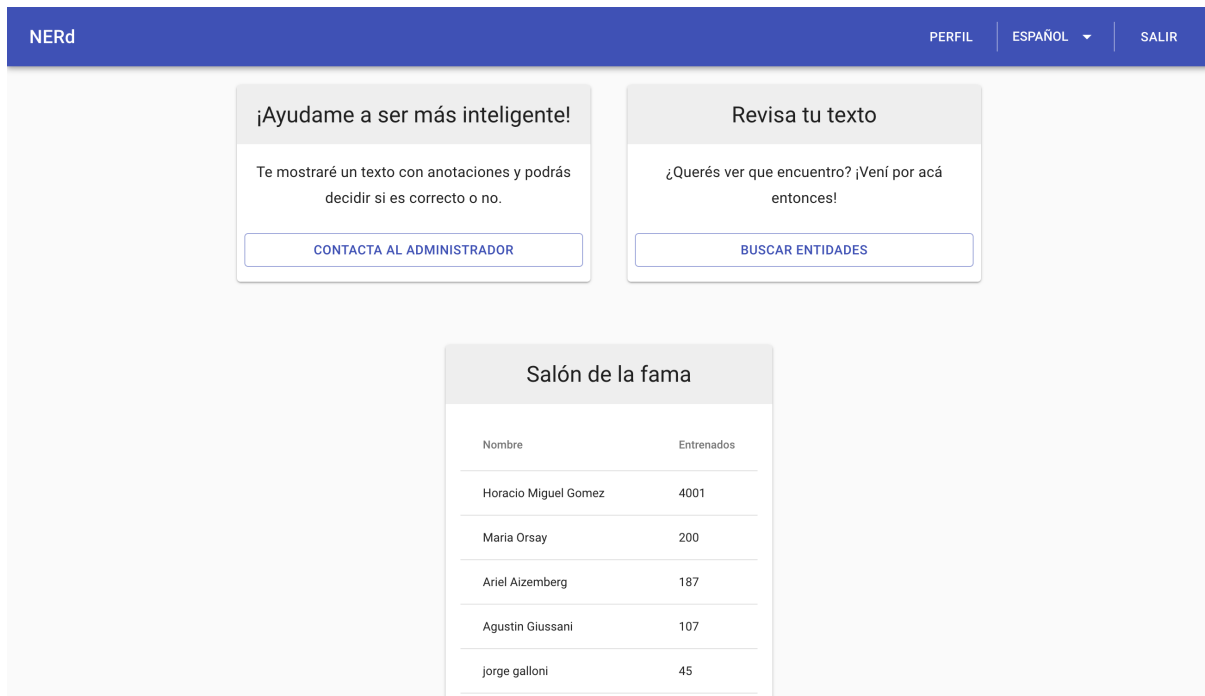 NERd
PERFIL
ESPAÑOL
SALIR
¡Ayudame a ser más inteligente!
Te mostraré un texto con anotaciones y podrás
decidir si es correcto o no.
CONTACTA AL ADMINISTRADOR
Revisa tu texto
¿Querés ver que encuentro? ¡Vení por acá
entonces!
BUSCAR ENTIDADES
Salón de la fama
Nombre Entrenados
Horacio Miguel Gomez 4001
Maria Orsay 200
Ariel Aizemberg 187
Agustin Giussani 107
jorge galloni 45